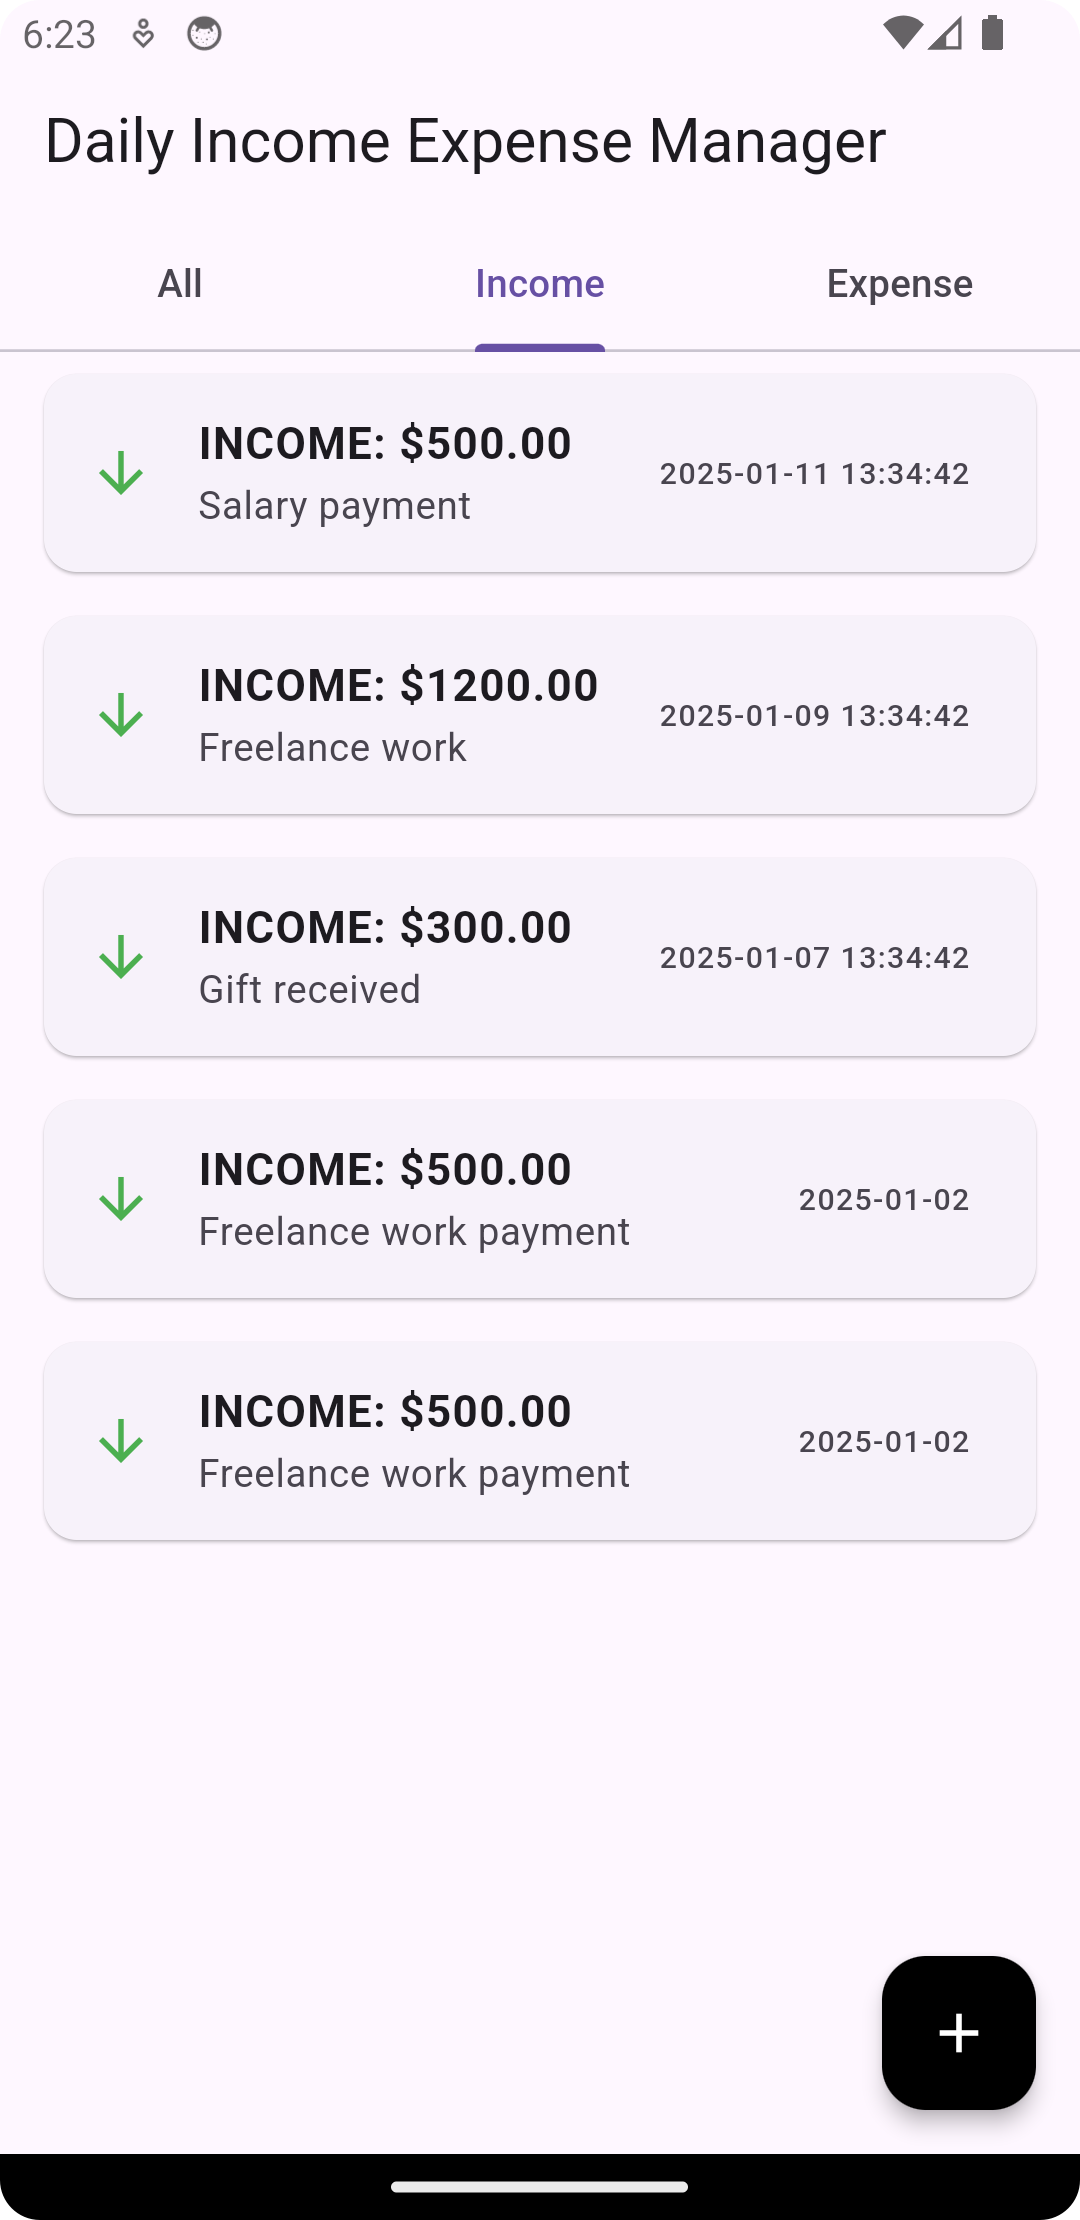 6:23
Daily Income Expense Manager
All Income Expense
INCOME: $500.00
Salary payment
2025-01-11 13:34:42
INCOME: $1200.00
Freelance work
2025-01-09 13:34:42
INCOME: $300.00
Gift received
2025-01-07 13:34:42
INCOME: $500.00
Freelance work payment
2025-01-02
INCOME: $500.00
Freelance work payment
2025-01-02